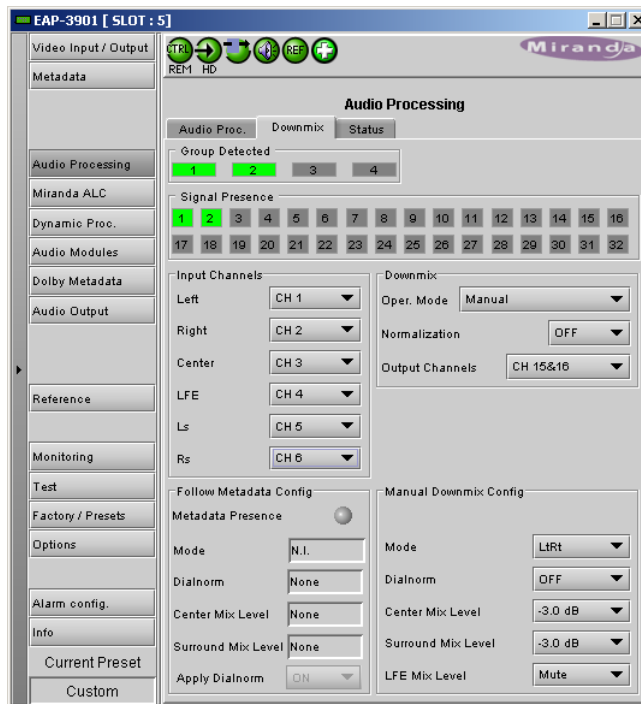 EAP-3901 [ SLOT : 5]
Video Input / Output
Metadata
Audio Processing
Miranda ALC
Dynamic Proc.
Audio Modules
Dolby Metadata
Audio Output
Reference
Monitoring
Test
Factory / Presets
Options
Alarm config.
Info
Current Preset
Custom
CTRL
REF
REM HD
Miranda
Audio Processing
Audio Proc. Downmix Status
Group Detected
1 2 3 4
Signal Presence
1 2 3 4 5 6 7 8 9 10 11 12 13 14 15 16
17 18 19 20 21 22 23 24 25 26 27 28 29 30 31 32
Input Channels
Left CH 1
Right CH 2
Center CH 3
LFE CH 4
Ls CH 5
Rs CH 6
Downmix
Oper. Mode Manual
Normalization OFF
Output Channels CH 15&16
Follow Metadata Config
Metadata Presence
Mode N.I.
Dialnorm None
Center Mix Level None
Surround Mix Level None
Apply Dialnorm ON
Manual Downmix Config
Mode LtRt
Dialnorm OFF
Center Mix Level -3.0 dB
Surround Mix Level -3.0 dB
LFE Mix Level Mute